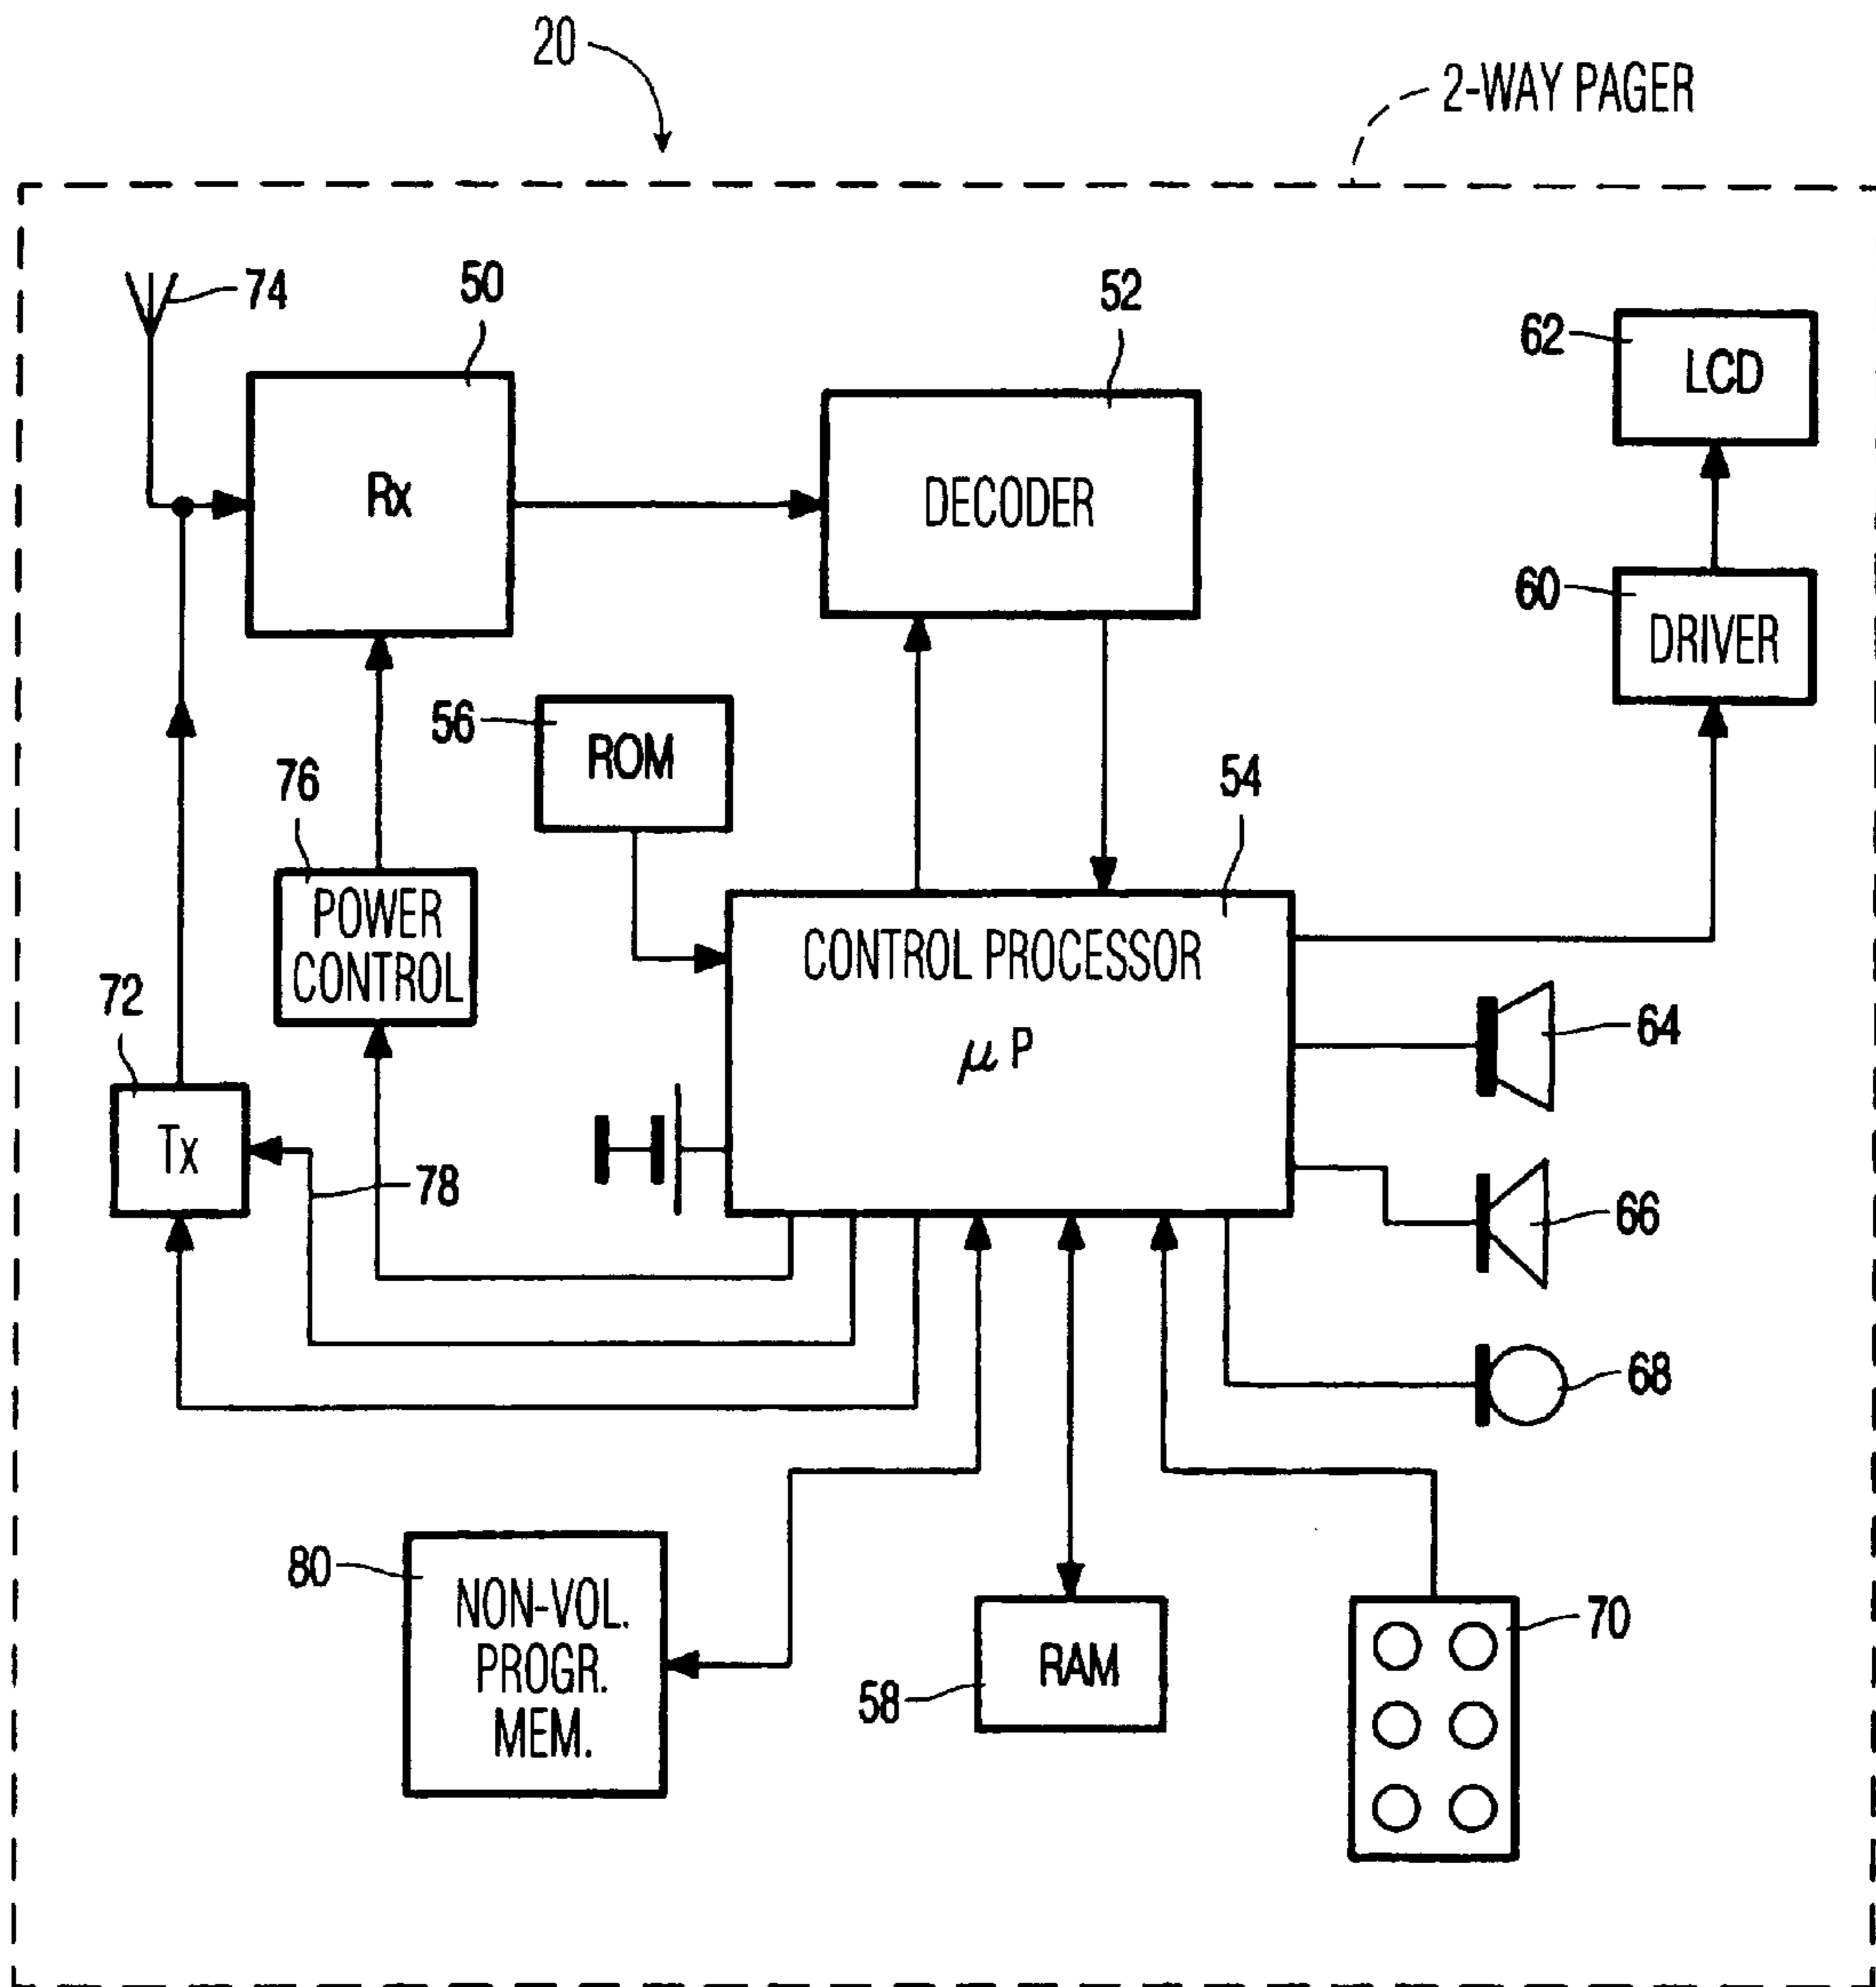 20
2-WAY PAGER
74
50
52
62
LCD
Rx
DECODER
60
DRIVER
56
ROM
76
54
POWER
CONTROL
CONTROL PROCESSOR
μP
72
64
Tx
78
66
68
80
NON-VOL.
PROGR.
MEM.
58
RAM
70